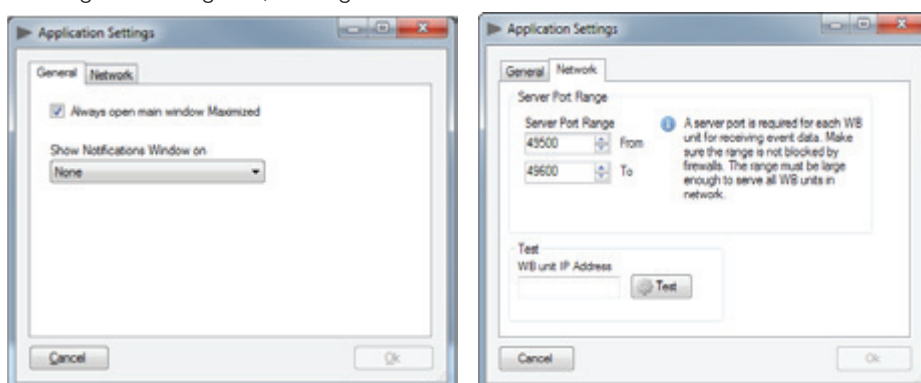 Application Settings
General Network
Always open main window Maximized
Show Notifications Window on
None
Cancel Ok
Application Settings
General Network
Server Port Range
Server Port Range
49500 From
49600 To
A server port is required for each WB
unit for receiving event data. Make
sure the range is not blocked by
firewalls. The range must be large
enough to serve all WB units in
network.
Test
WB unit IP Address
Test
Cancel Ok